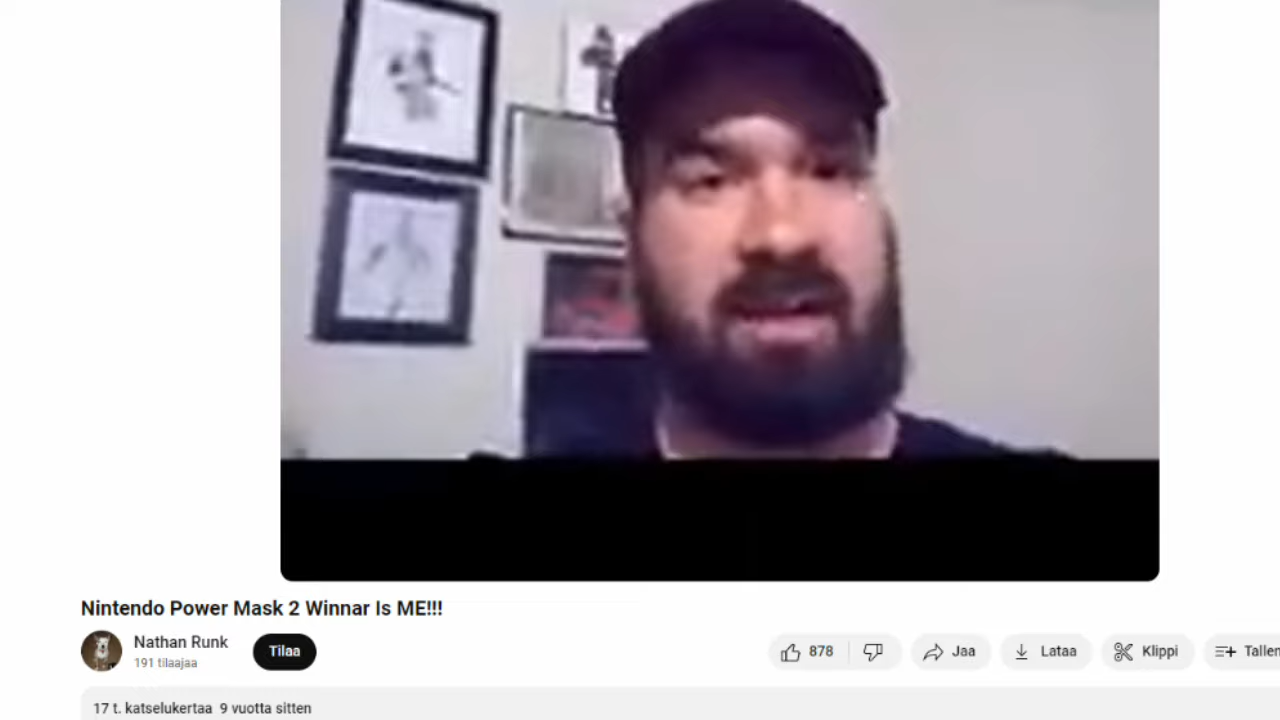 Nintendo Power Mask 2 Winnar Is ME!!!
Nathan Runk
191 tilaajaa
Tilaa
878
Jaa
Lataa
Klippi
Tallen
17 t. katselukertaa 9 vuotta sitten